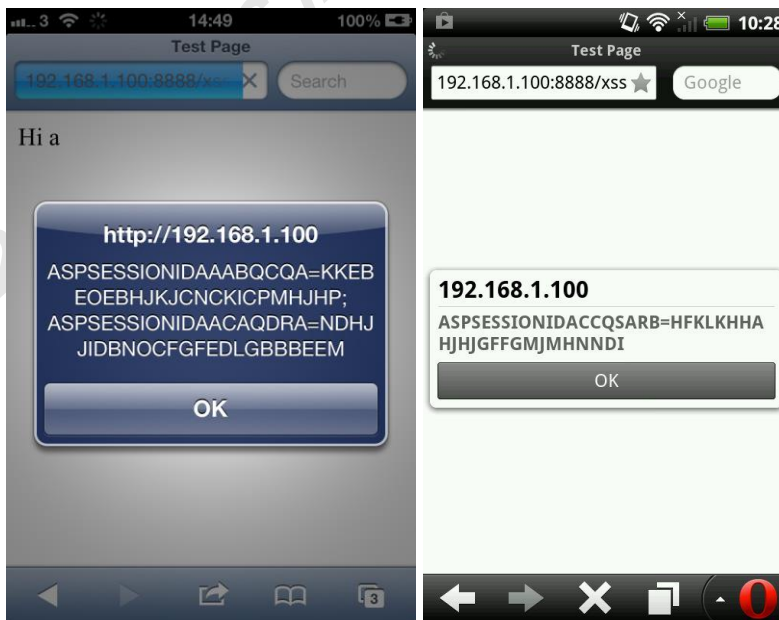 3 14:49 100%
Test Page
192.168.1.100:8888/xss
Search
Hi a
http://192.168.1.100
ASPSESSIONIDAAABQCQA=KKEB
EOEBHJKJCNCKICPMHJHP;
ASPSESSIONIDAACAQDRA=NDHJ
JIDBNOCFGFEDLGBBBEEM
OK
3
10:28
Test Page
192.168.1.100:8888/xss
Google
192.168.1.100
ASPSESSIONIDACCQSARB=HFKLKHHA
HJHJGFFGMJMHNNDI
OK